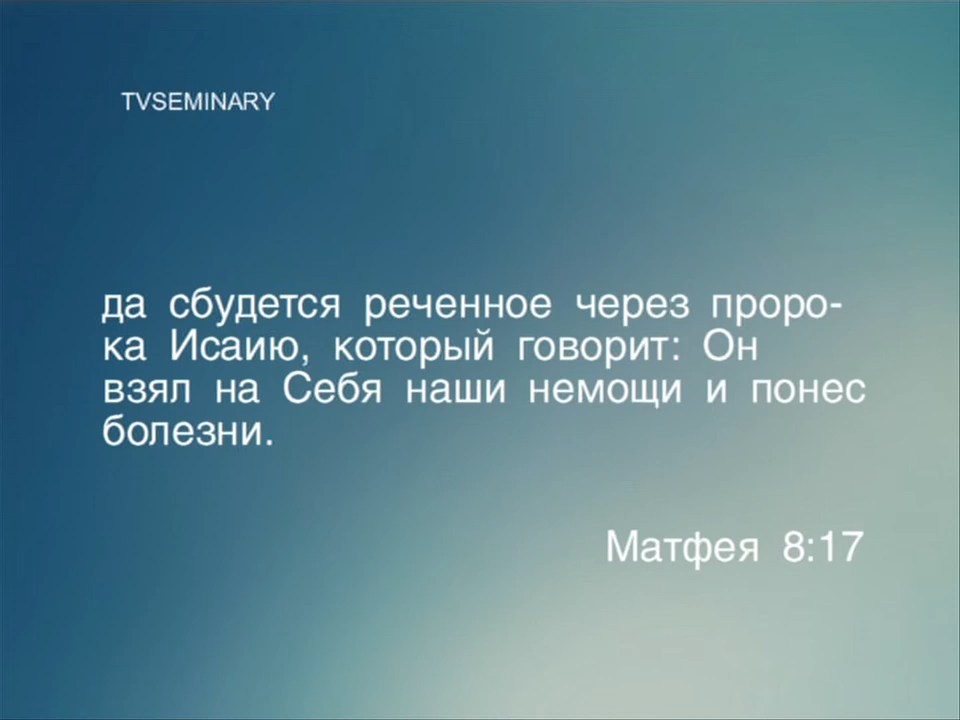 TVSEMINARY
да сбудется реченное через проро-
ка Исаию, который говорит: Он
взял на Себя наши немощи и понес
болезни.
Матфея 8:17